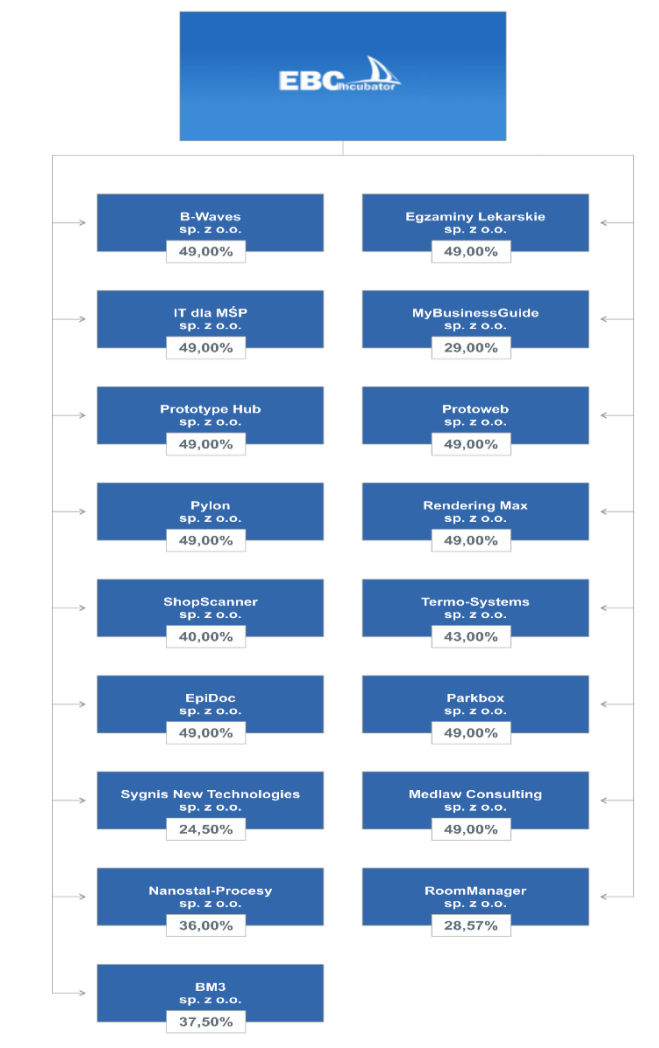 EBC
incubator
B-Waves
sp. z o.o.
49,00%
Egzaminy Lekarskie
sp. z o.o.
49,00%
IT dla MŚP
sp. z o.o.
49,00%
MyBusinessGuide
sp. z o.o.
29,00%
Prototype Hub
sp. z o.o.
49,00%
Protoweb
sp. z o.o.
49,00%
Pylon
sp. z o.o.
49,00%
Rendering Max
sp. z o.o.
49,00%
ShopScanner
sp. z o.o.
40,00%
Termo-Systems
sp. z o.o.
43,00%
EpiDoc
sp. z o.o.
49,00%
Parkbox
sp. z o.o.
49,00%
Sygnis New Technologies
sp. z o.o.
24,50%
Medlaw Consulting
sp. z o.o.
49,00%
Nanostal-Procesy
sp. z o.o.
36,00%
RoomManager
sp. z o.o.
28,57%
BM3
sp. z o.o.
37,50%